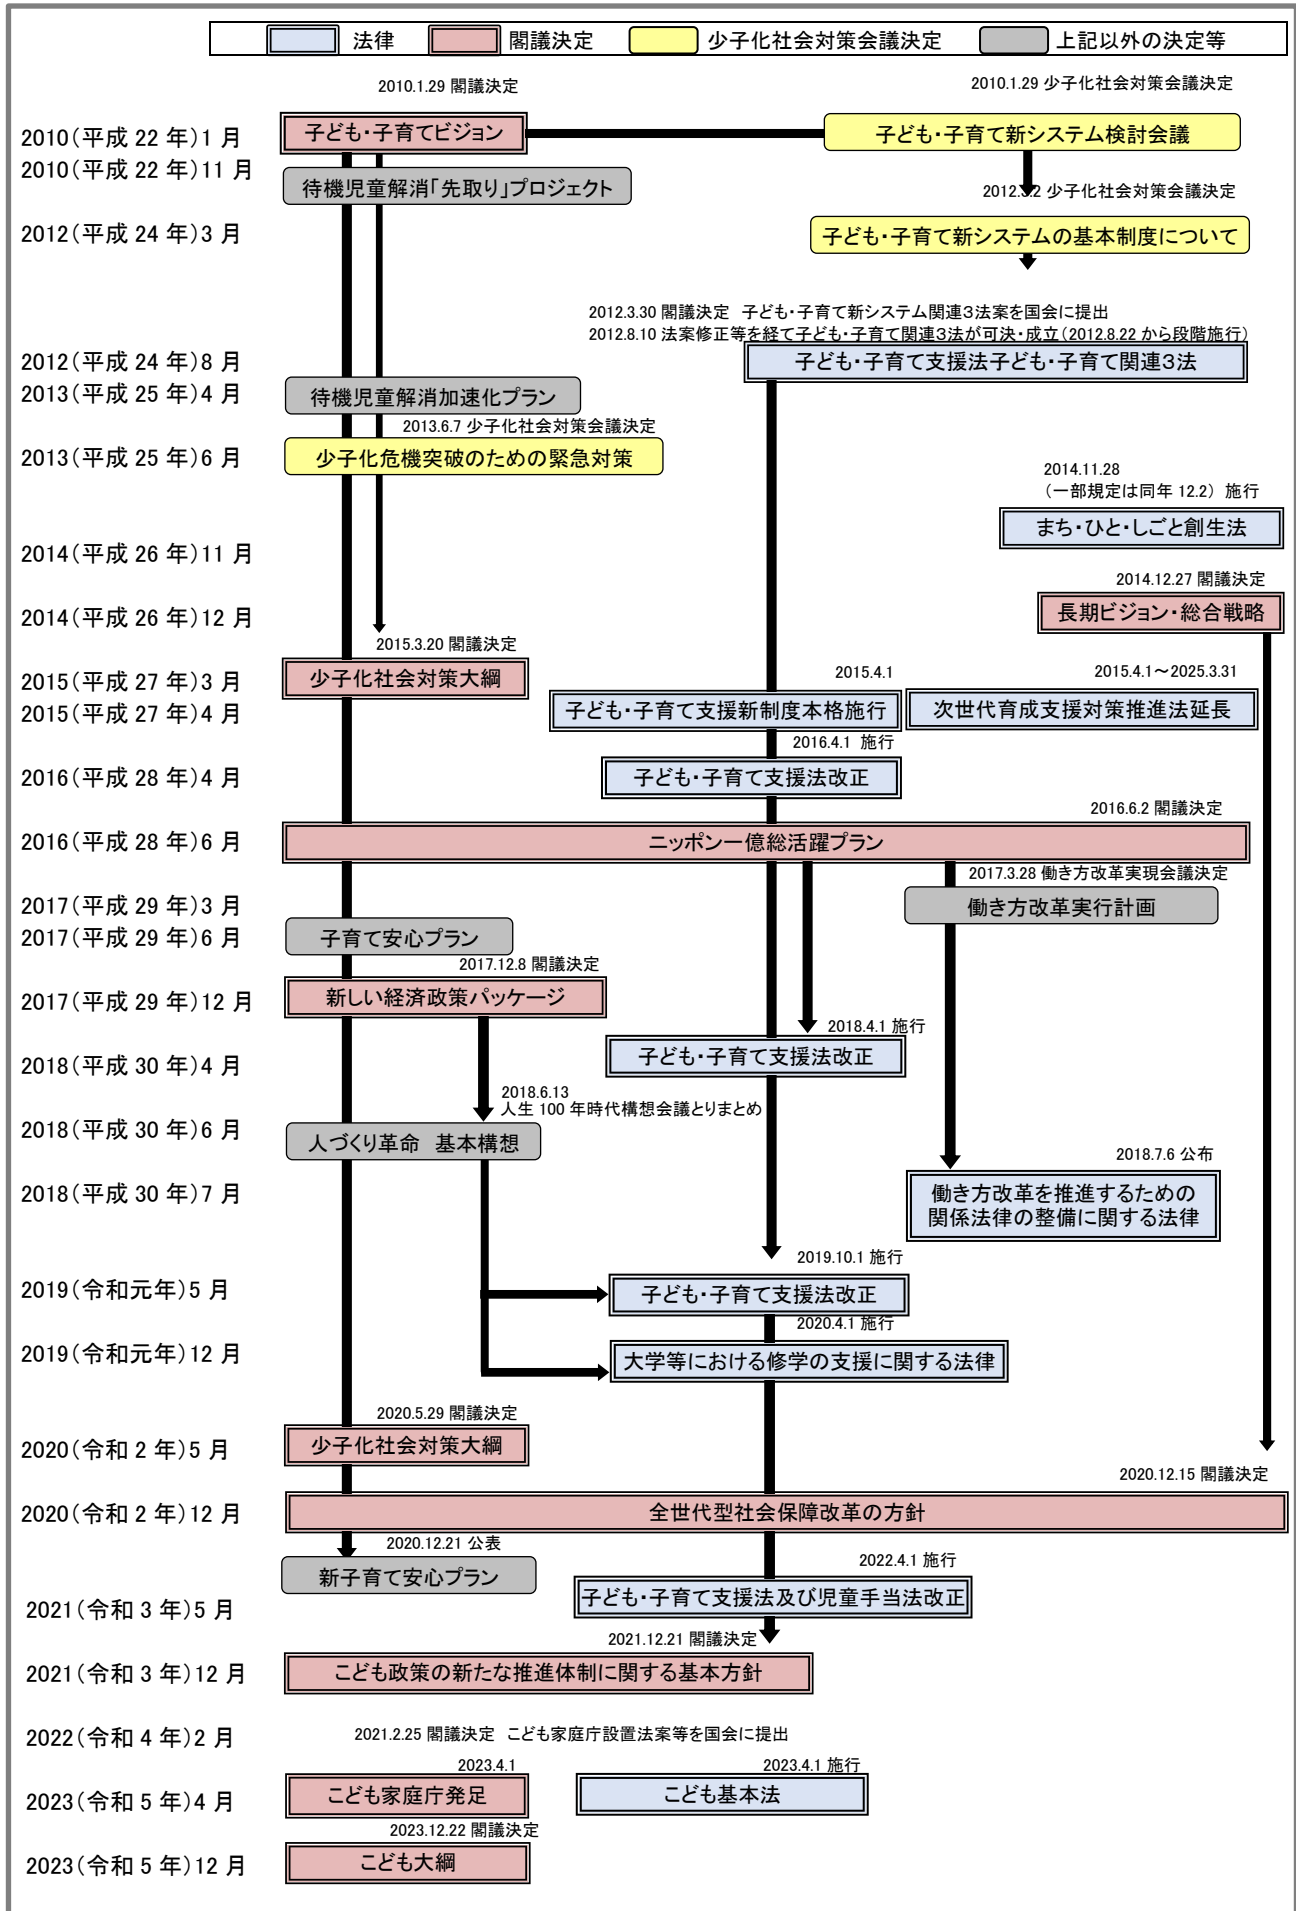 法律 閣議決定 少子化社会対策会議決定 上記以外の決定等
2010.1.29 閣議決定
2010.1.29 少子化社会対策会議決定
2010(平成 22 年)1 月
子ども・子育てビジョン
子ども・子育て新システム検討会議
2010(平成 22 年)11 月
待機児童解消「先取り」プロジェクト
2012.3.2 少子化社会対策会議決定
2012(平成 24 年)3 月
子ども・子育て新システムの基本制度について
2012.3.30 閣議決定 子ども・子育て新システム関連3法案を国会に提出
2012.8.10 法案修正等を経て子ども・子育て関連3法が可決・成立(2012.8.22 から段階施行)
2012(平成 24 年)8 月
子ども・子育て支援法子ども・子育て関連3法
2013(平成 25 年)4 月
待機児童解消加速化プラン
2013.6.7 少子化社会対策会議決定
2013(平成 25 年)6 月
少子化危機突破のための緊急対策
2014.11.28
(一部規定は同年 12.2) 施行
まち・ひと・しごと創生法
2014(平成 26 年)11 月
2014.12.27 閣議決定
2014(平成 26 年)12 月
長期ビジョン・総合戦略
2015.3.20 閣議決定
2015(平成 27 年)3 月
少子化社会対策大綱
2015.4.1
2015.4.1～2025.3.31
2015(平成 27 年)4 月
子ども・子育て支援新制度本格施行
次世代育成支援対策推進法延長
2016.4.1 施行
2016(平成 28 年)4 月
子ども・子育て支援法改正
2016.6.2 閣議決定
2016(平成 28 年)6 月
ニッポン一億総活躍プラン
2017.3.28 働き方改革実現会議決定
2017(平成 29 年)3 月
働き方改革実行計画
2017(平成 29 年)6 月
子育て安心プラン
2017.12.8 閣議決定
2017(平成 29 年)12 月
新しい経済政策パッケージ
2018.4.1 施行
2018(平成 30 年)4 月
子ども・子育て支援法改正
2018.6.13
人生 100 年時代構想会議とりまとめ
2018(平成 30 年)6 月
人づくり革命 基本構想
2018.7.6 公布
2018(平成 30 年)7 月
働き方改革を推進するための
関係法律の整備に関する法律
2019.10.1 施行
2019(令和元年)5 月
子ども・子育て支援法改正
2020.4.1 施行
2019(令和元年)12 月
大学等における修学の支援に関する法律
2020.5.29 閣議決定
2020(令和 2 年)5 月
少子化社会対策大綱
2020.12.15 閣議決定
2020(令和 2 年)12 月
全世代型社会保障改革の方針
2020.12.21 公表
新子育て安心プラン
2022.4.1 施行
2021(令和 3 年)5 月
子ども・子育て支援法及び児童手当法改正
2021.12.21 閣議決定
2021(令和 3 年)12 月
こども政策の新たな推進体制に関する基本方針
2022(令和 4 年)2 月
2021.2.25 閣議決定 こども家庭庁設置法案等を国会に提出
2023.4.1
2023.4.1 施行
2023(令和 5 年)4 月
こども家庭庁発足
こども基本法
2023.12.22 閣議決定
2023(令和 5 年)12 月
こども大綱